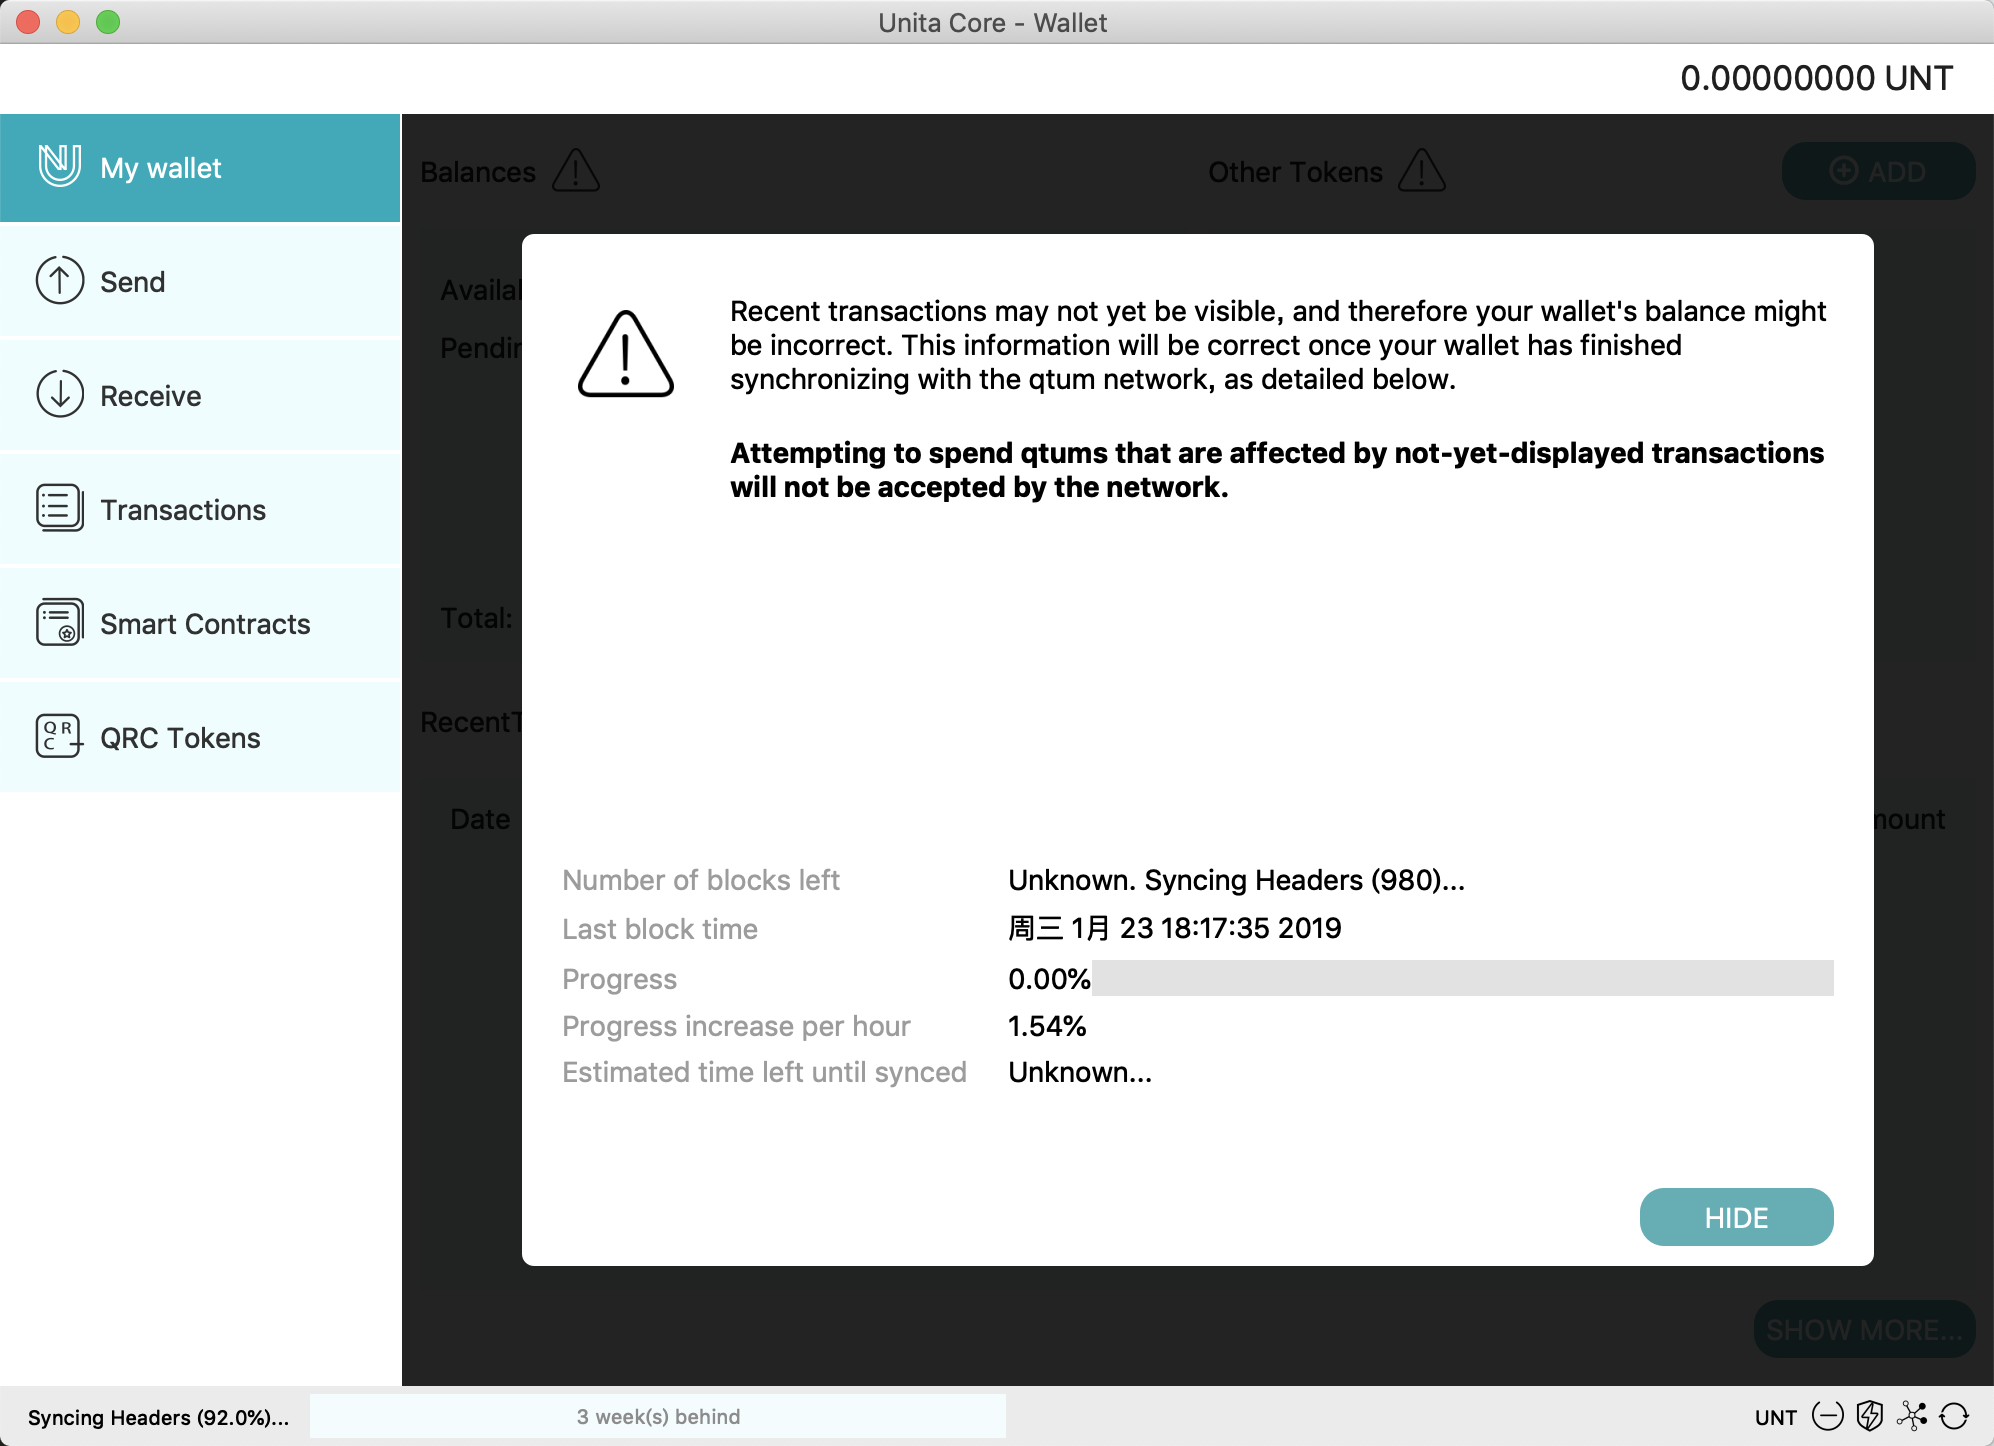 Unita Core - Wallet
0.00000000 UNT
My wallet
Send
Receive
Transactions
Smart Contracts
QRC Tokens
Balances
Other Tokens
ADD
Total:
Date
Recent transactions may not yet be visible, and therefore your wallet's balance might
be incorrect. This information will be correct once your wallet has finished
synchronizing with the qtum network, as detailed below.
Attempting to spend qtums that are affected by not-yet-displayed transactions
will not be accepted by the network.
Number of blocks left Unknown. Syncing Headers (980)...
Last block time 周三 1月 23 18:17:35 2019
Progress 0.00%
Progress increase per hour 1.54%
Estimated time left until synced Unknown...
HIDE
SHOW MORE...
Syncing Headers (92.0%)...
3 week(s) behind
UNT